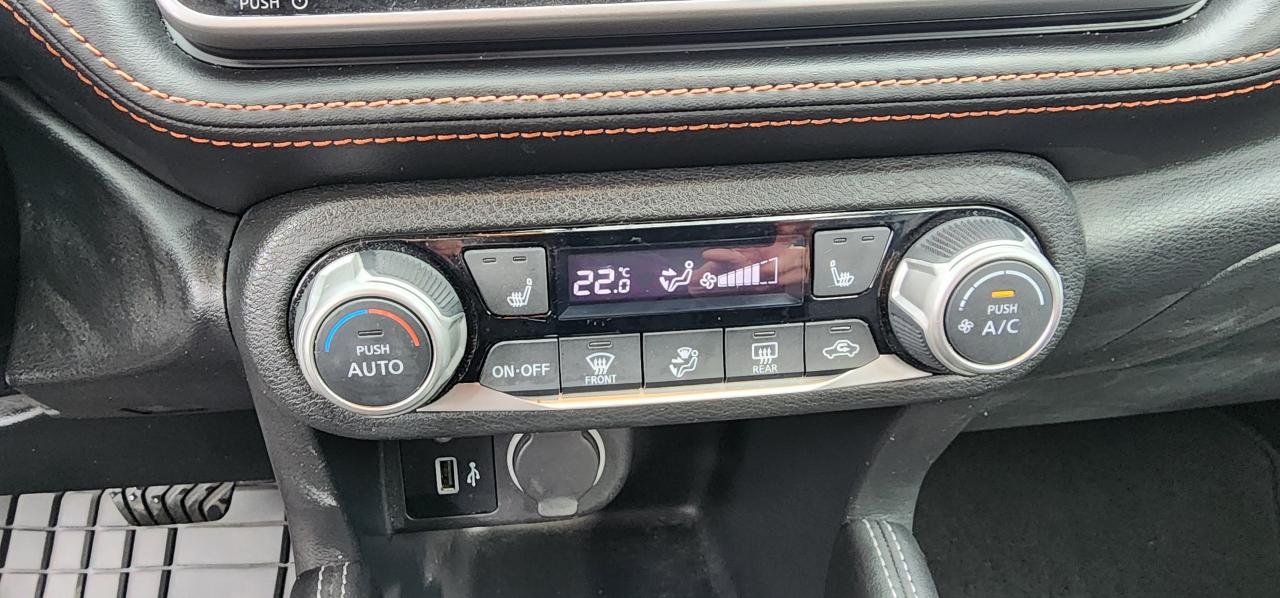 PUSH
22.0 °C
PUSH
AUTO
ON·OFF
FRONT
REAR
PUSH
A/C